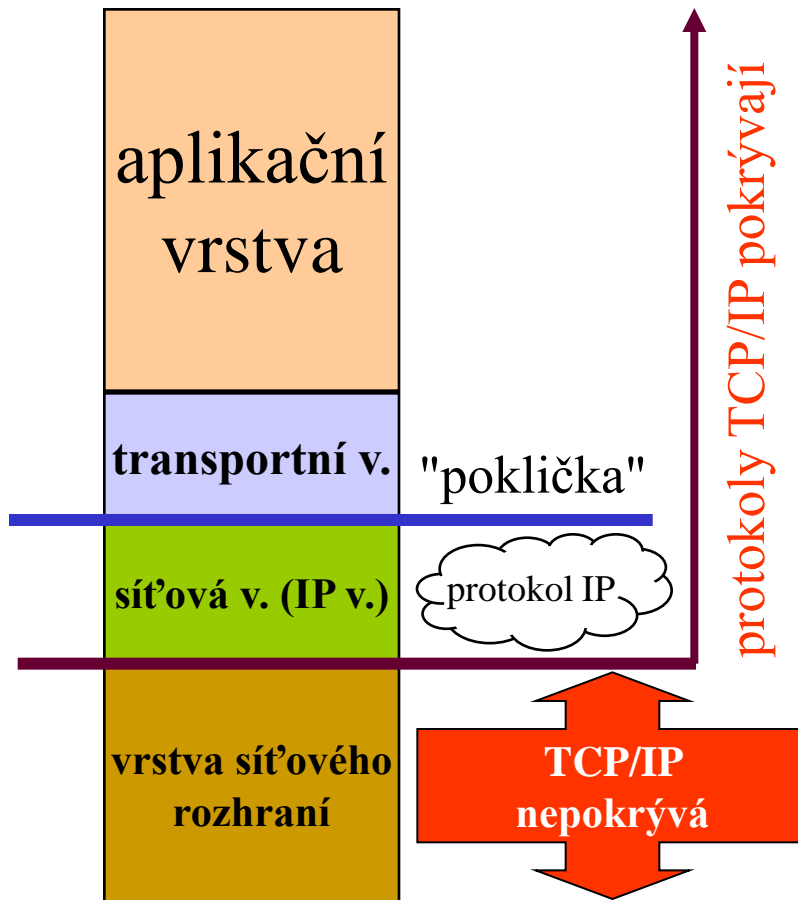 aplikační
vrstva
transportní v.
"poklička"
síťová v. (IP v.)
protokol IP
vrstva síťového
rozhraní
TCP/IP
nepokrývá
protokoly TCP/IP pokrývají